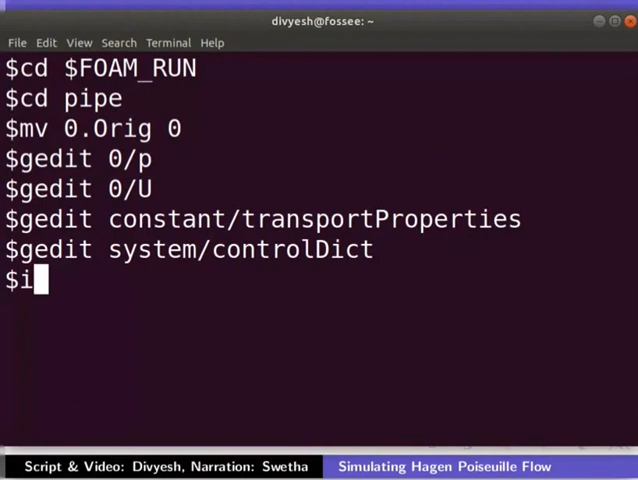 divyesh@fossee: ~
File Edit View Search Terminal Help
$cd $FOAM_RUN
$cd pipe
$mv 0.Orig 0
$gedit 0/p
$gedit 0/U
$gedit constant/transportProperties
$gedit system/controlDict
$i
Script & Video: Divyesh, Narration: Swetha Simulating Hagen Poiseuille Flow